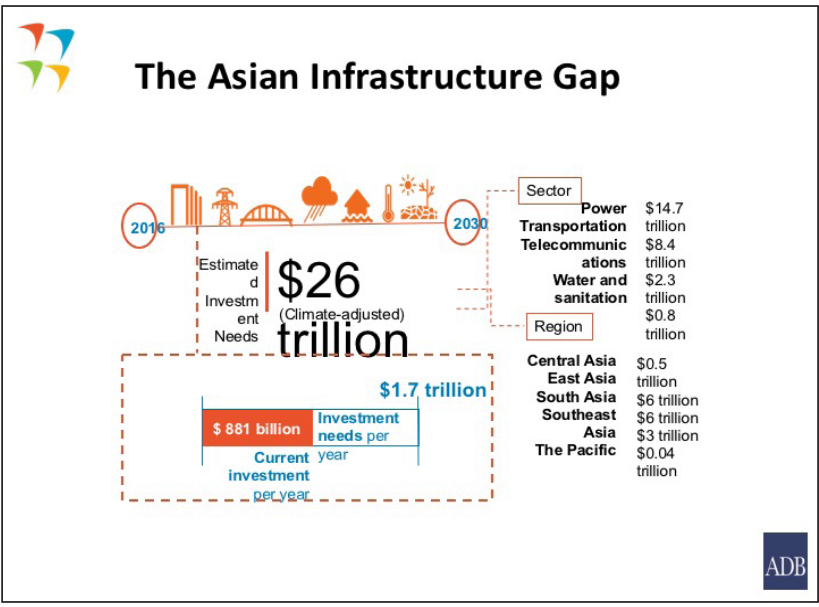 The Asian Infrastructure Gap
2016
2030
Estimate
d
Investm
ent
Needs
$26
(Climate-adjusted)
trillion
$1.7 trillion
$ 881 billion
Investment
needs per
year
Current
investment
per year
Sector
Power
Transportation
Telecommunic
ations
Water and
sanitation
$14.7
trillion
$8.4
trillion
$2.3
trillion
$0.8
trillion
Region
Central Asia
East Asia
South Asia
Southeast
Asia
The Pacific
$0.5
trillion
$6 trillion
$6 trillion
$3 trillion
$0.04
trillion
ADB